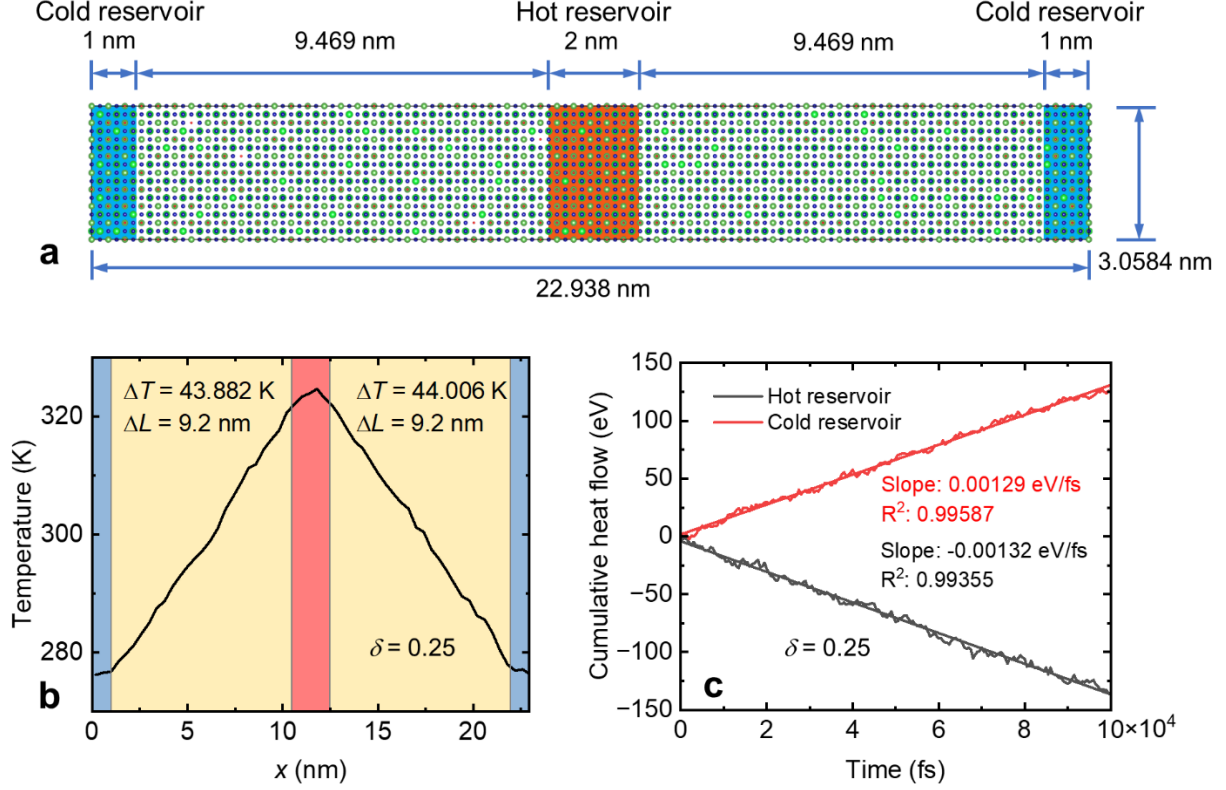 Cold reservoir Hot reservoir Cold reservoir
1 nm 9.469 nm 2 nm 9.469 nm 1 nm
a
3.0584 nm
22.938 nm
ΔT = 43.882 K ΔT = 44.006 K
ΔL = 9.2 nm ΔL = 9.2 nm
320
300
280
Temperature (K)
δ = 0.25
b
0 5 10 15 20
x (nm)
150
100
50
0
−50
−100
−150
Cumulative heat flow (eV)
Hot reservoir
Cold reservoir
Slope: 0.00129 eV/fs
R²: 0.99587
Slope: -0.00132 eV/fs
R²: 0.99355
δ = 0.25
c
0 2 4 6 8 10×10⁴
Time (fs)